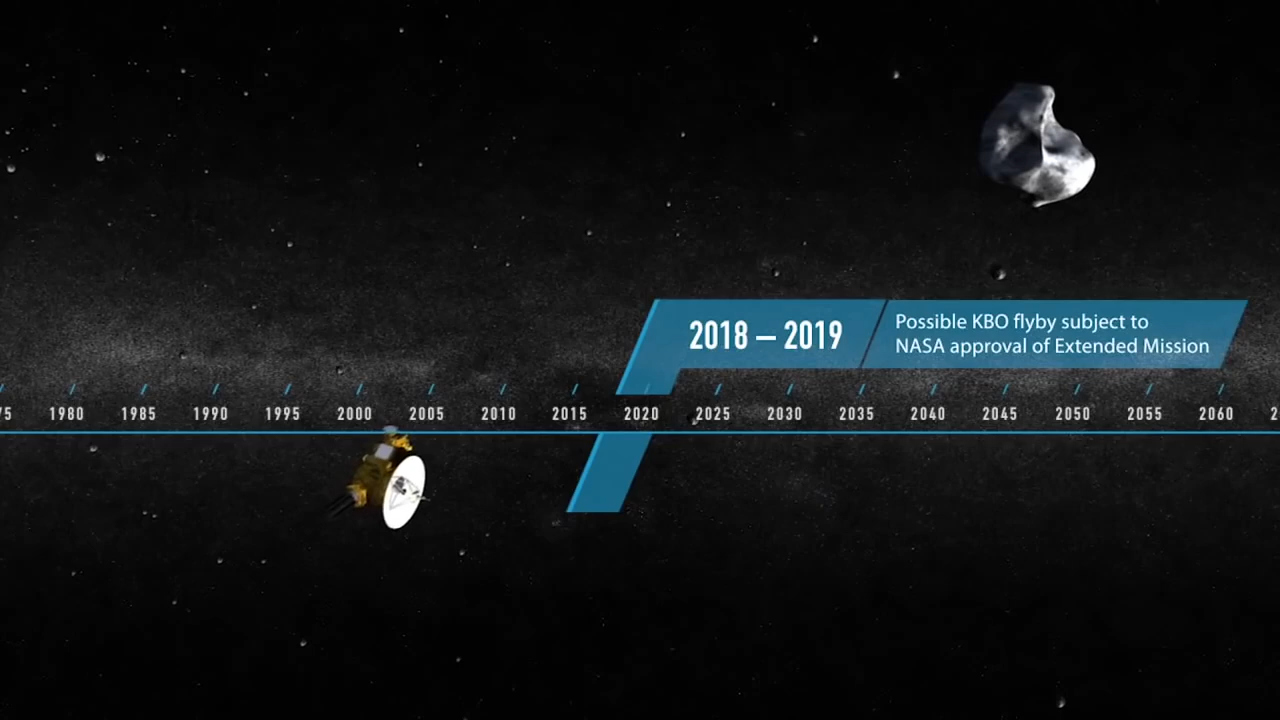 2018 – 2019
Possible KBO flyby subject to
NASA approval of Extended Mission
1980 1985 1990 1995 2000 2005 2010 2015 2020 2025 2030 2035 2040 2045 2050 2055 2060